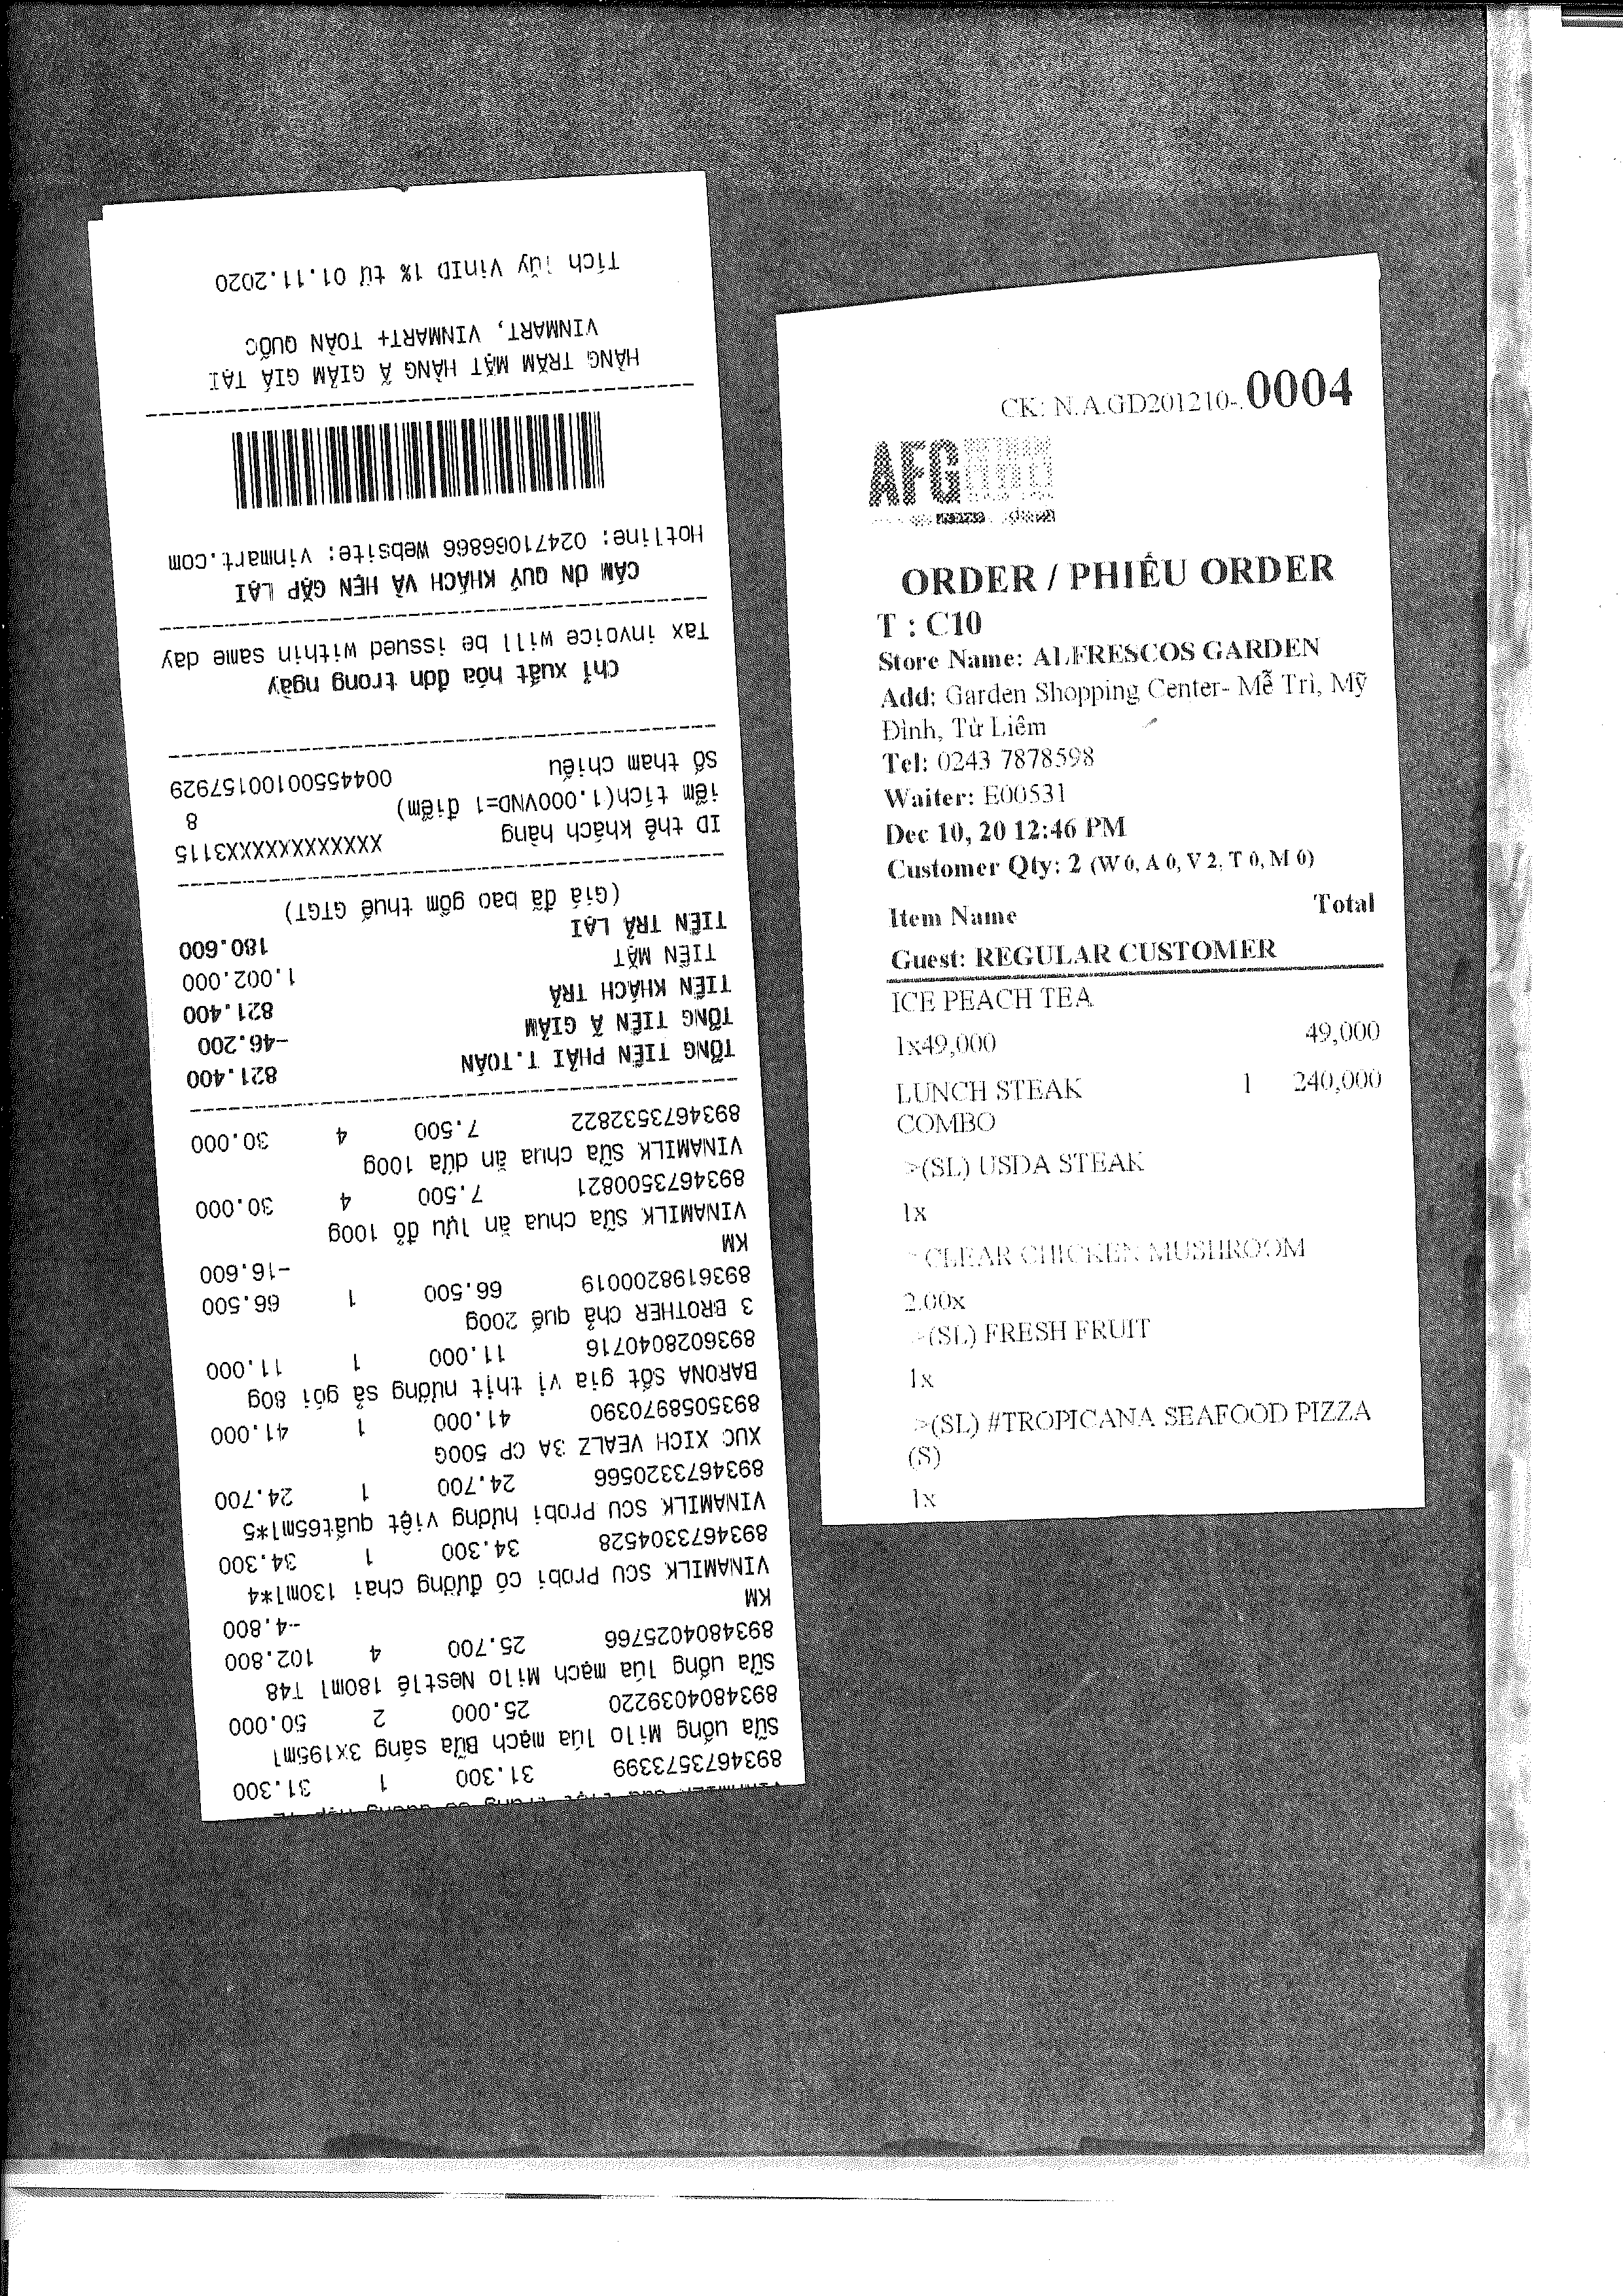 8934673573399 31.300 1 31.300
Sữa uống Milo lúa mạch Bữa sáng 3x195ml
8934804039220 25.000 2 50.000
Sữa uống lúa mạch Milo Nestlé 180ml T48
8934804025766 25.700 4 102.800
KM -4.800
VINAMILK SCU Probi có đường chai 130ml*4
8934673304528 34.300 1 34.300
VINAMILK SCU Probi hương việt quất65ml*5
8934673320566 24.700 1 24.700
XUC XICH VEALZ 3A CP 500G
8935058970390 41.000 1 41.000
BARONA sốt gia vị thịt nướng sả gói 80g
8936028040716 11.000 1 11.000
3 BROTHER chả quế 200g
8936198200019 66.500 1 66.500
KM -16.600
VINAMILK Sữa chua ăn lựu đỏ 100g
8934673500821 7.500 4 30.000
VINAMILK Sữa chua ăn dứa 100g
8934673532822 7.500 4 30.000
TỔNG TIỀN PHẢI T.TOÁN 821.400
TỔNG TIỀN Ã GIẢM -46.200
TIỀN KHÁCH TRẢ 821.400
TIỀN MẶT 1.002.000
TIỀN TRẢ LẠI 180.600
(Giá đã bao gồm thuế GTGT)
ID thẻ khách hàng XXXXXXXXXXXX3115
iểm tích(1.000VND=1 điểm) 8
Số tham chiếu 00445500100157929
Chỉ xuất hóa đơn trong ngày
Tax invoice will be issued within same day
CẢM ƠN QUÝ KHÁCH VÀ HẸN GẶP LẠI
Hotline: 02471066866 Website: vinmart.com
HÀNG TRĂM MẶT HÀNG Ã GIẢM GIÁ TẠI
VINMART, VINMART+ TOÀN QUỐC
Tích lũy VinID 1% từ 01.11.2020
CK: N.A.GD201210-.0004
AFG
ORDER / PHIẾU ORDER
T : C10
Store Name: ALFRESCOS GARDEN
Add: Garden Shopping Center- Mễ Trì, Mỹ
Đình, Từ Liêm
Tel: 0243 7878598
Waiter: E00531
Dec 10, 20 12:46 PM
Customer Qty: 2 (W 0, A 0, V 2, T 0, M 0)
Item Name Total
Guest: REGULAR CUSTOMER
ICE PEACH TEA
1x49,000 49,000
LUNCH STEAK 1 240,000
COMBO
>(SL) USDA STEAK
1x
CLEAR CHICKEN MUSHROOM
2.00x
>(SL) FRESH FRUIT
1x
>(SL) #TROPICANA SEAFOOD PIZZA
(S)
1x